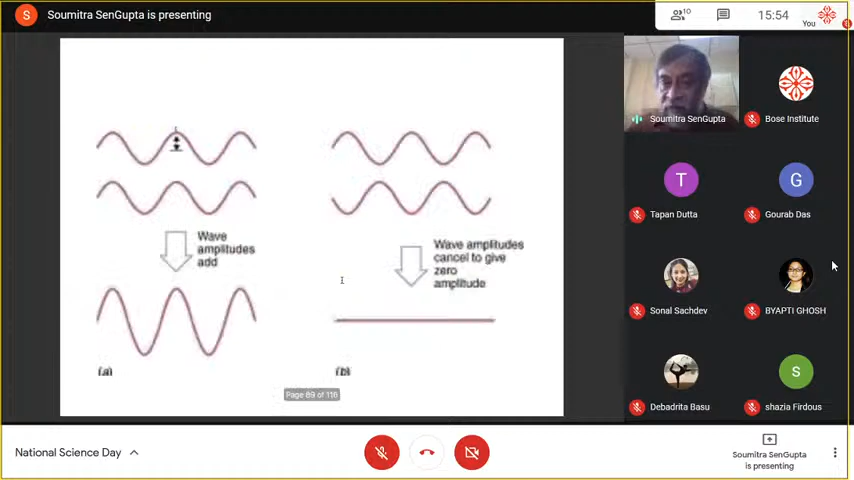 S
Soumitra SenGupta is presenting
10
15:54
You
Wave
amplitudes
add
Wave amplitudes
cancel to give
zero
amplitude
(a)
(b)
Page 89 of 116
Soumitra SenGupta
Bose Institute
T
Tapan Dutta
G
Gourab Das
Sonal Sachdev
BYAPTI GHOSH
Debadrita Basu
S
shazia Firdous
National Science Day
Soumitra SenGupta
is presenting